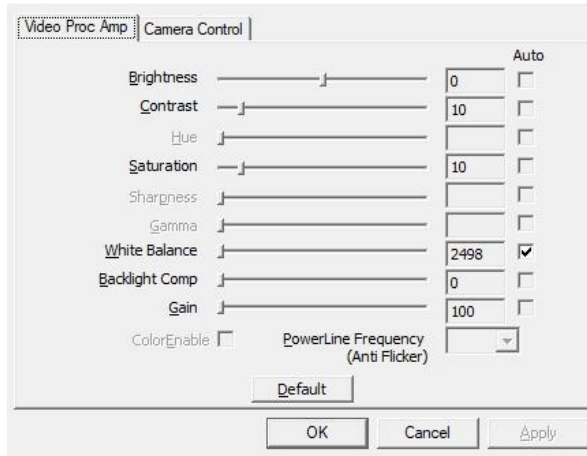 Video Proc Amp Camera Control
Auto
Brightness 0
Contrast 10
Hue
Saturation 10
Sharpness
Gamma
White Balance 2498
Backlight Comp 0
Gain 100
ColorEnable PowerLine Frequency
(Anti Flicker)
Default
OK Cancel Apply